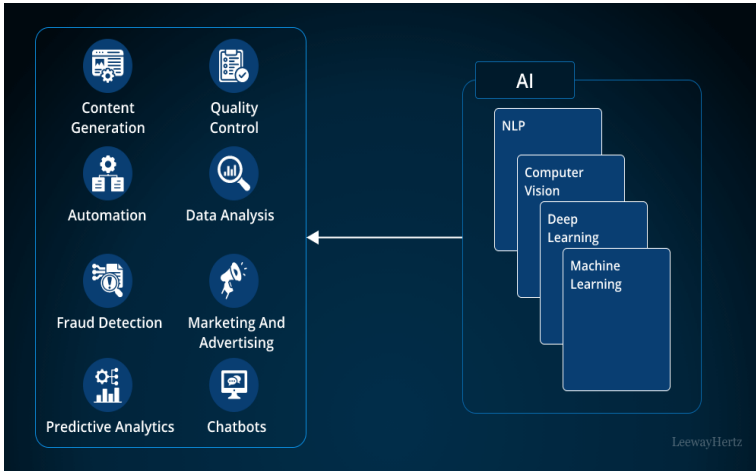 Content
Generation
Quality
Control
Automation
Data Analysis
Fraud Detection
Marketing And
Advertising
Predictive Analytics
Chatbots
AI
NLP
Computer
Vision
Deep
Learning
Machine
Learning
LeewayHertz